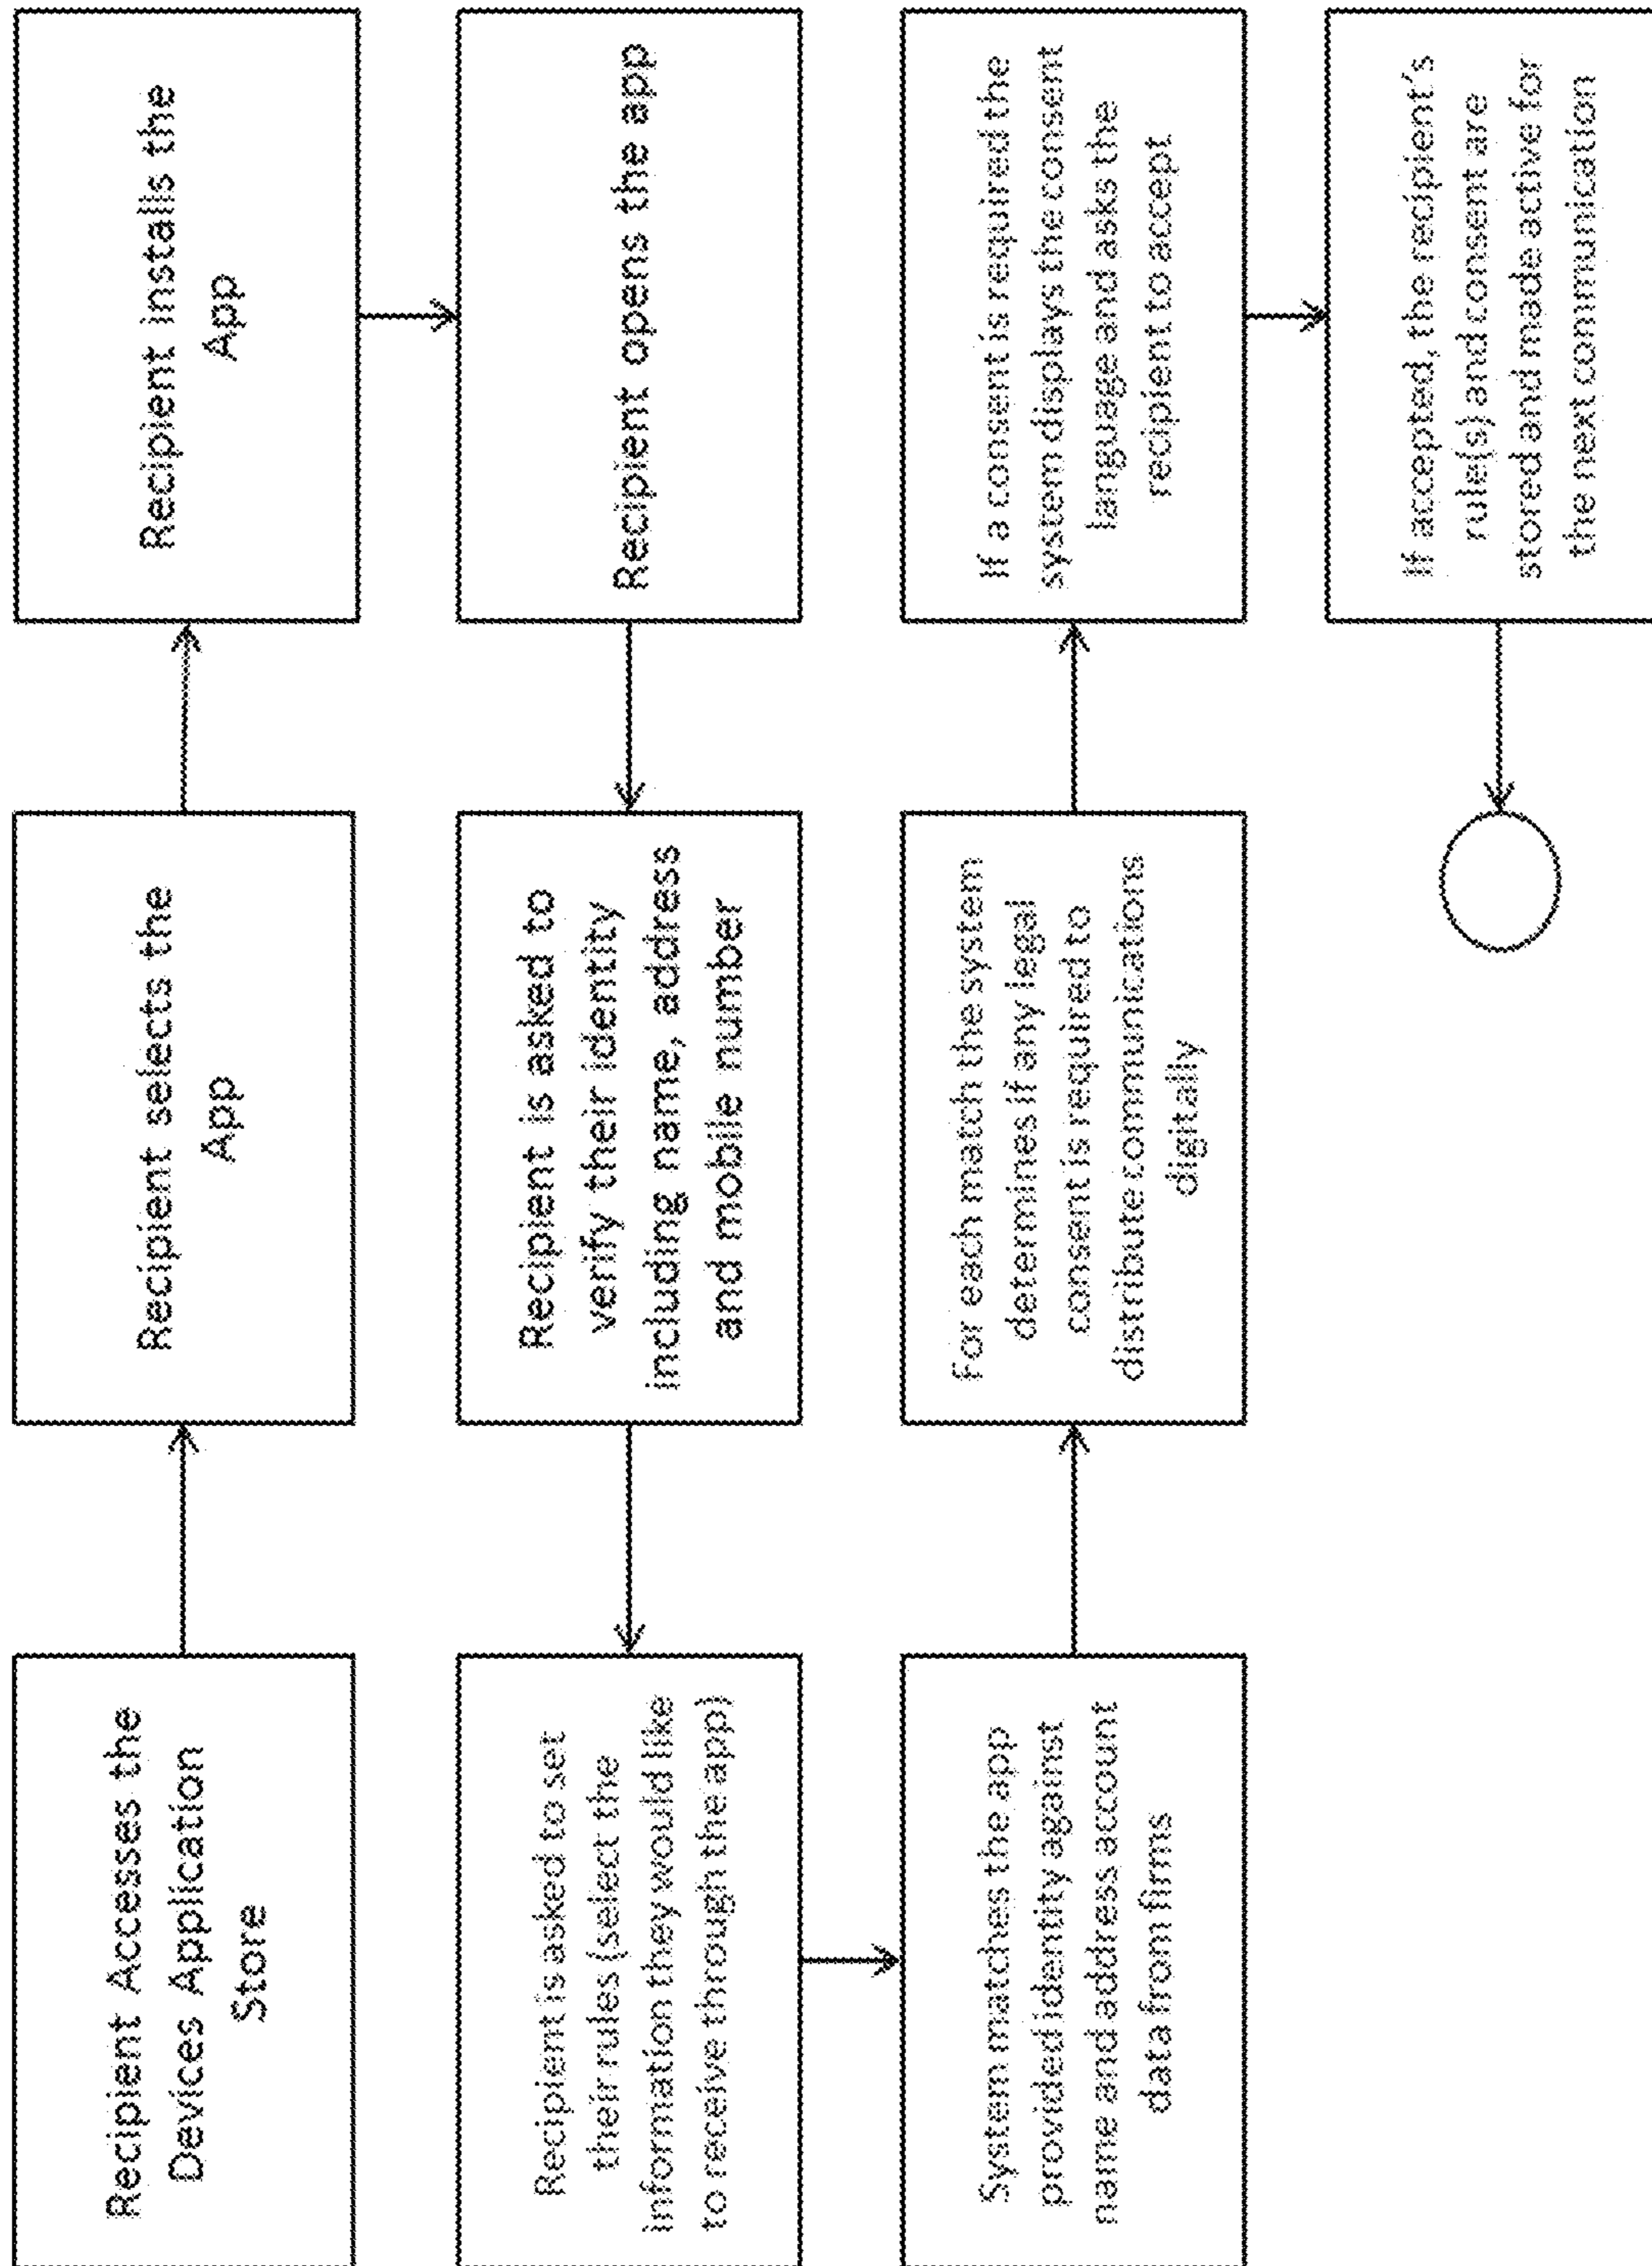 Recipient Accesses the
Devices Application
Store
Recipient selects the
App
Recipient installs the
App
Recipient opens the app
Recipient is asked to
verify their identity
including name, address
and mobile number
Recipient is asked to set
their rules (select the
information they would like
to receive through the app)
System matches the app
provided identity against
name and address account
data from firms
For each match the system
determines if any legal
consent is required to
distribute communications
digitally
If a consent is required the
system displays the consent
language and asks the
recipient to accept
If accepted, the recipient's
rule(s) and consent are
stored and made active for
the next communication